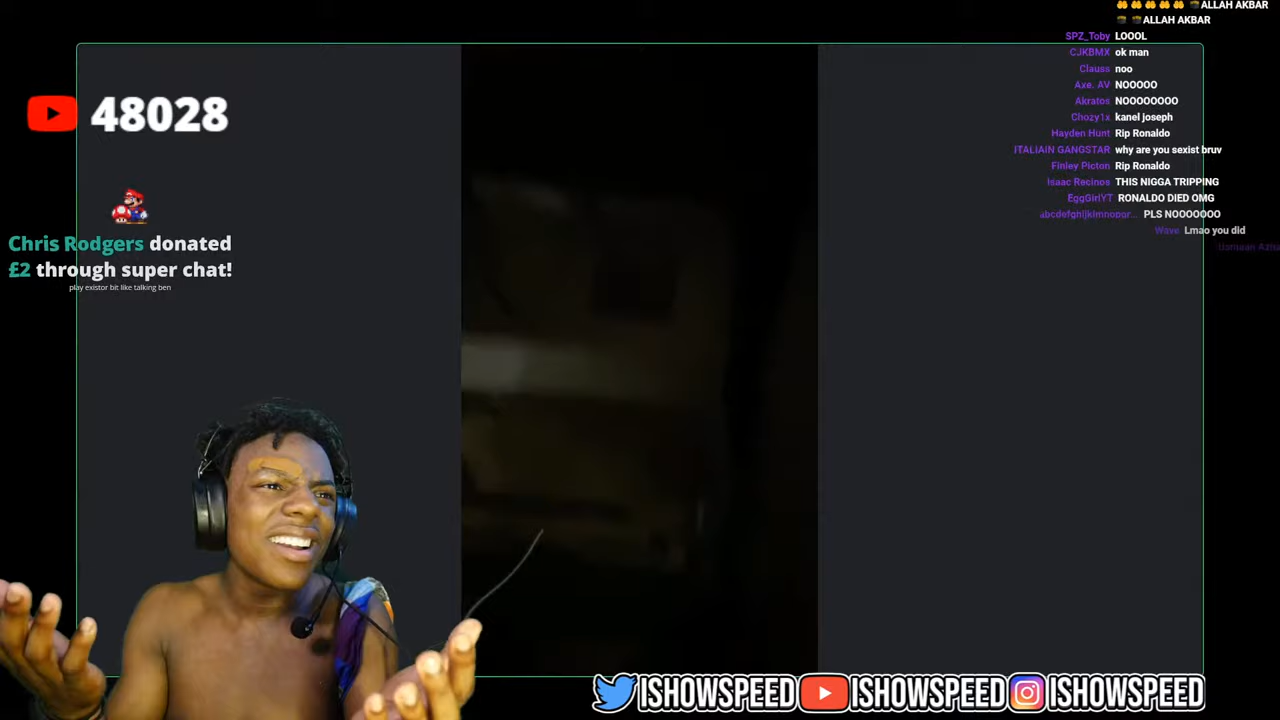 🤲🤲🤲🤲🤲 🕋ALLAH AKBAR
🕋 🕋ALLAH AKBAR
SPZ_Toby LOOOL
CJKBMX ok man
Clauss noo
Axe. AV NOOOOO
Akratos NOOOOOOOO
Chozy1x kanel joseph
Hayden Hunt Rip Ronaldo
ITALIAIN GANGSTAR why are you sexist bruv
Finley Picton Rip Ronaldo
Isaac Recinos THIS NIGGA TRIPPING
EggGirlYT RONALDO DIED OMG
abcdefghijklmnopqr... PLS NOOOOOOO
Wave Lmao you did
48028
Chris Rodgers donated
£2 through super chat!
play existor bit like talking ben
ISHOWSPEED ISHOWSPEED ISHOWSPEED